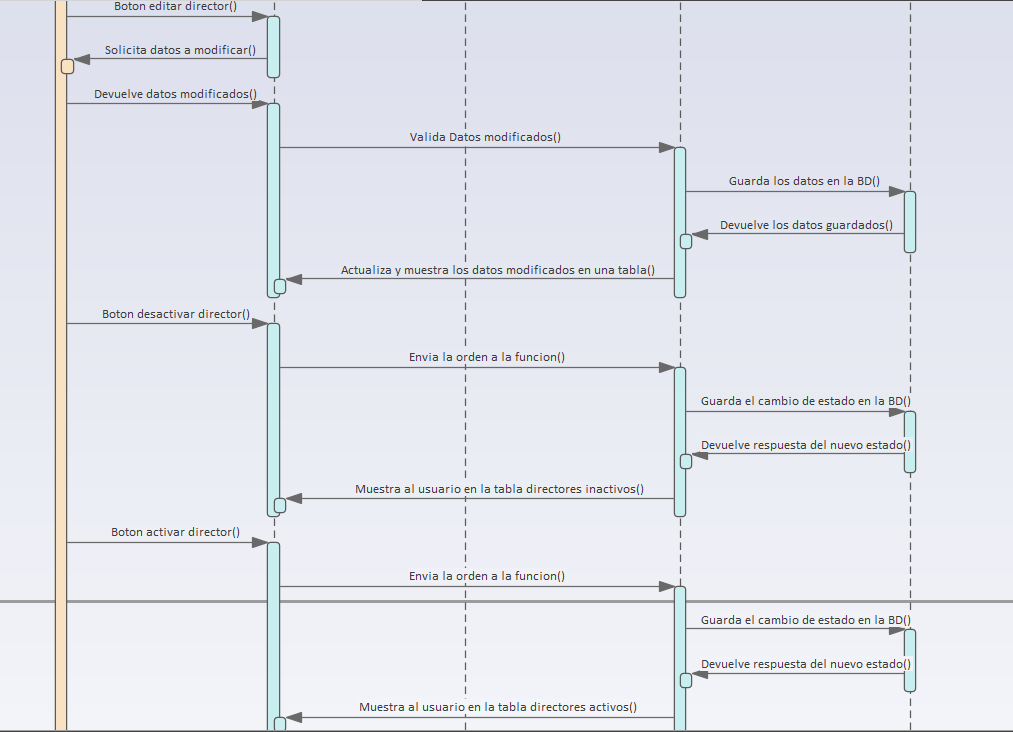 Boton editar director()
Solicita datos a modificar()
Devuelve datos modificados()
Valida Datos modificados()
Guarda los datos en la BD()
Devuelve los datos guardados()
Actualiza y muestra los datos modificados en una tabla()
Boton desactivar director()
Envia la orden a la funcion()
Guarda el cambio de estado en la BD()
Devuelve respuesta del nuevo estado()
Muestra al usuario en la tabla directores inactivos()
Boton activar director()
Envia la orden a la funcion()
Guarda el cambio de estado en la BD()
Devuelve respuesta del nuevo estado()
Muestra al usuario en la tabla directores activos()